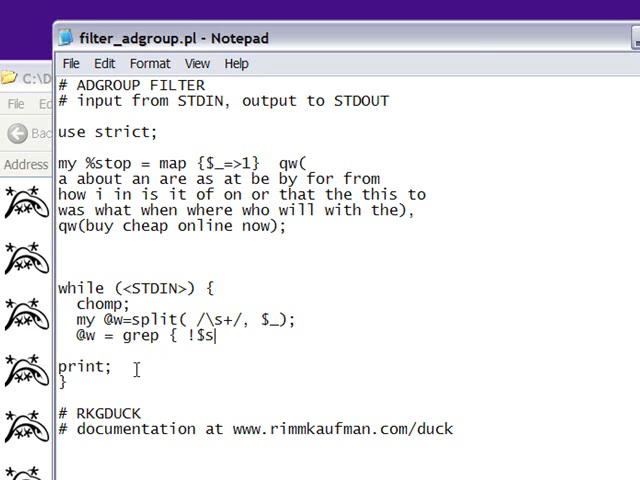 filter_adgroup.pl - Notepad
C:\D
File Edit Format View Help
File Ed
Back
Address
# ADGROUP FILTER
# input from STDIN, output to STDOUT
use strict;
my %stop = map {$_=>1}  qw(
a about an are as at be by for from
how i in is it of on or that the this to
was what when where who will with the),
qw(buy cheap online now);
while (<STDIN>) {
chomp;
my @w=split( /\s+/, $_);
@w = grep { !$s
print;
}
# RKGDUCK
# documentation at www.rimmkaufman.com/duck